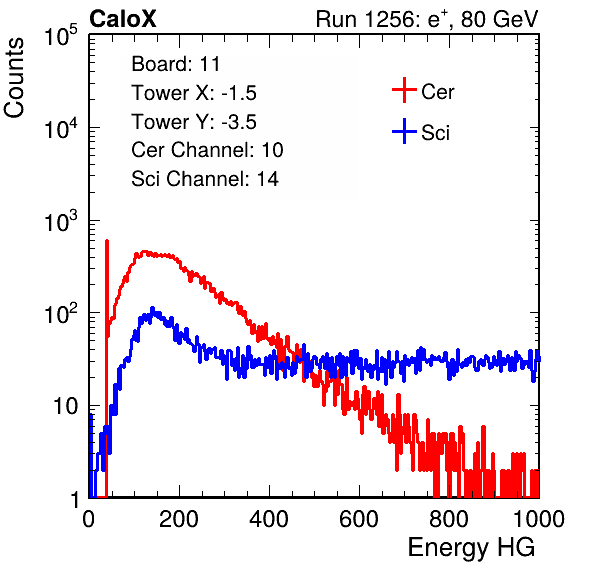 CaloX Run 1256: e⁺, 80 GeV
Counts
10⁵
10⁴
10³
10²
10
1
Board: 11
Tower X: -1.5
Tower Y: -3.5
Cer Channel: 10
Sci Channel: 14
Cer
Sci
0 200 400 600 800 1000
Energy HG